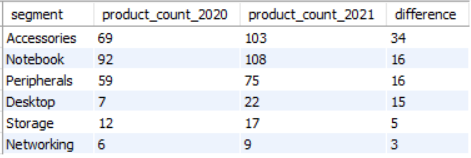 segment product_count_2020 product_count_2021 difference
Accessories 69 103 34
Notebook 92 108 16
Peripherals 59 75 16
Desktop 7 22 15
Storage 12 17 5
Networking 6 9 3